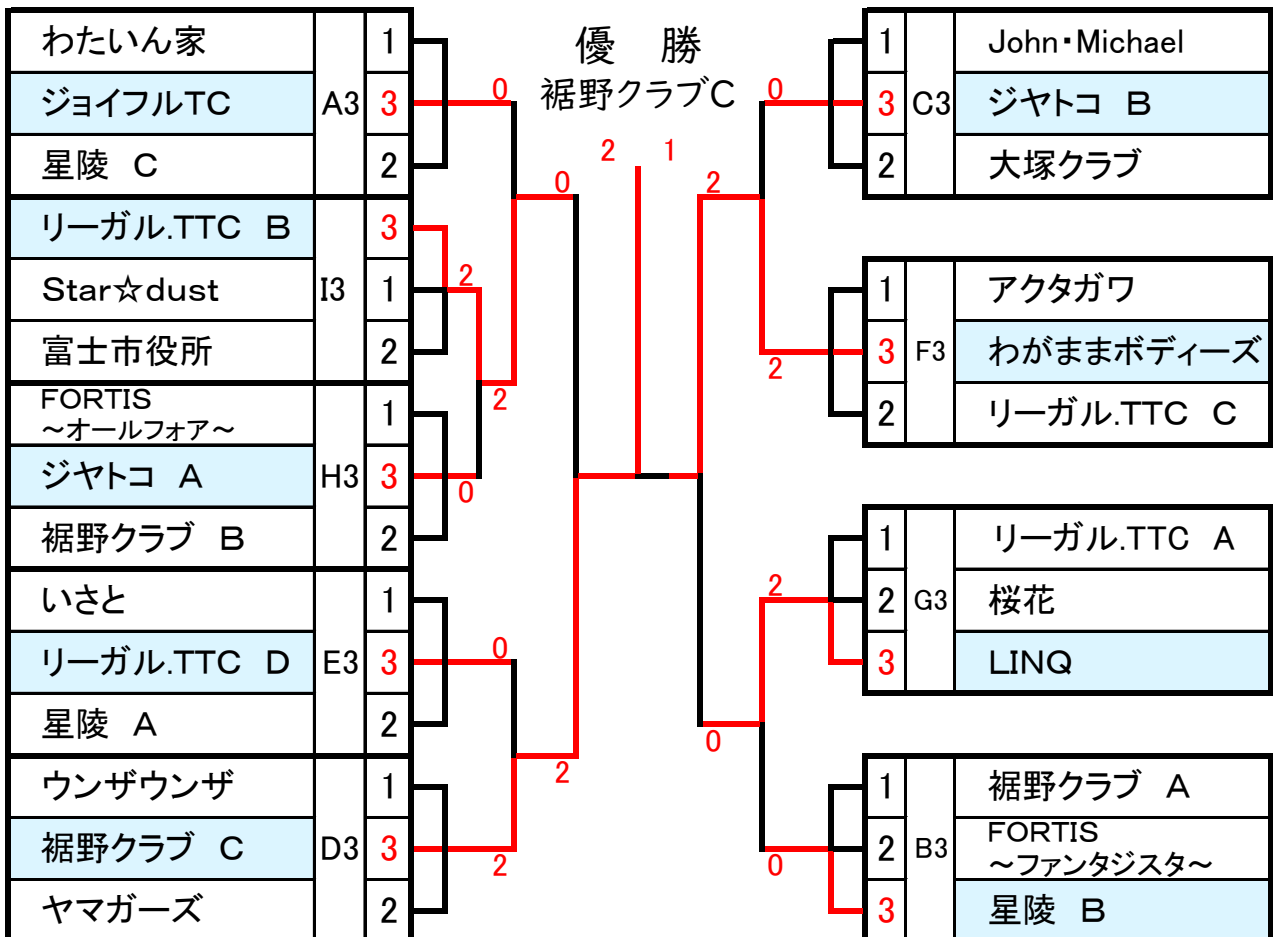 優　勝
裾野クラブC
2 1
わたいん家 1
ジョイフルTC A3 3 0
星陵　C 2
0
リーガル.TTC　B 3
Star☆dust I3 1 2
富士市役所 2
2
FORTIS
～オールフォア～ 1
ジヤトコ　A H3 3 0
裾野クラブ　B 2
いさと 1
リーガル.TTC　D E3 3 0
星陵　A 2
2
ウンザウンザ 1
裾野クラブ　C D3 3 2
ヤマガーズ 2
1 John・Michael
0 3 C3 ジヤトコ　B
2 大塚クラブ
2
1 アクタガワ
2 3 F3 わがままボディーズ
2 リーガル.TTC　C
1 リーガル.TTC　A
2 2 G3 桜花
3 LINQ
0
1 裾野クラブ　A
0 2 B3 FORTIS
～ファンタジスタ～
3 星陵　B